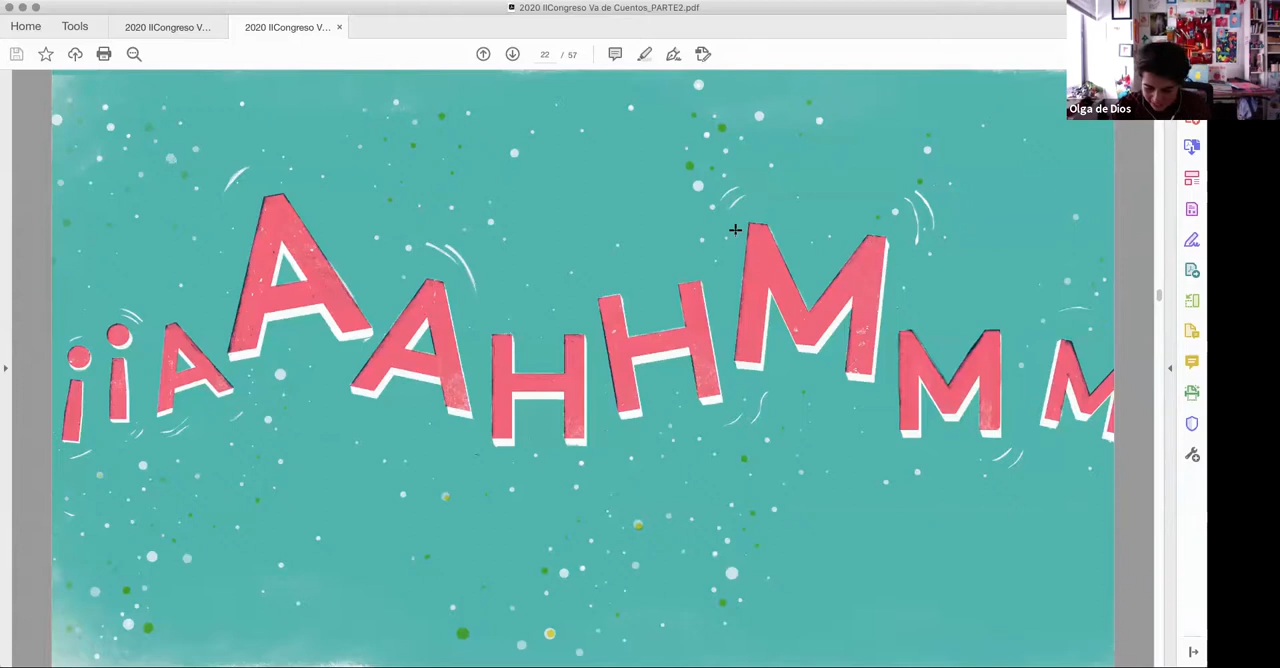 2020 IICongreso Va de Cuentos_PARTE2.pdf
Home Tools 2020 IICongreso V... 2020 IICongreso V... ×
22 / 57
Olga de Dios
¡¡AAAHHMMM